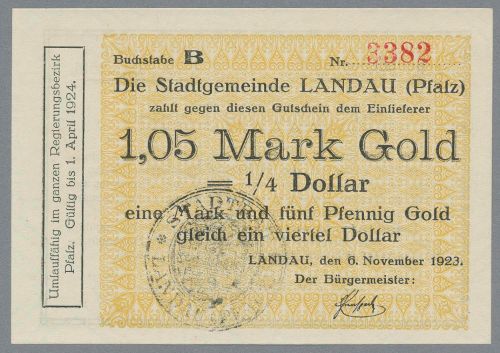 Buchstabe B Nr. 3382
Die Stadtgemeinde LANDAU (Pfalz)
zahlt gegen diesen Gutschein dem Einlieferer
1,05 Mark Gold
= 1/4 Dollar
eine Mark und fünf Pfennig Gold
gleich ein viertel Dollar
LANDAU, den 6. November 1923.
Der Bürgermeister:
Umlauffähig im ganzen Regierungsbezirk
Pfalz. Gültig bis 1. April 1924.